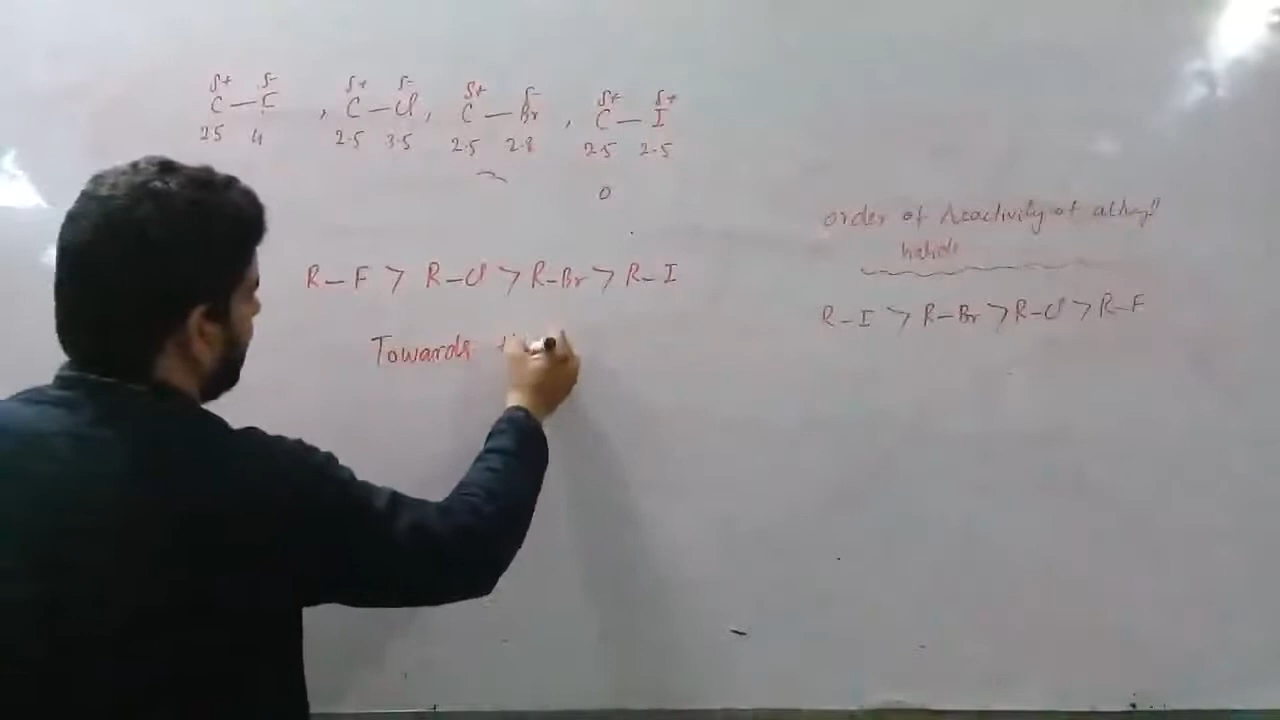 δ+ δ- δ+ δ- δ+ δ- δ+ δ+
C—F , C—Cl, C—Br , C—I
2.5 4 2.5 3.5 2.5 2.8 2.5 2.5
0
R-F > R-Cl > R-Br > R-I
Towards
order of Reactivity of alkyl
halide
R-I > R-Br > R-Cl > R-F